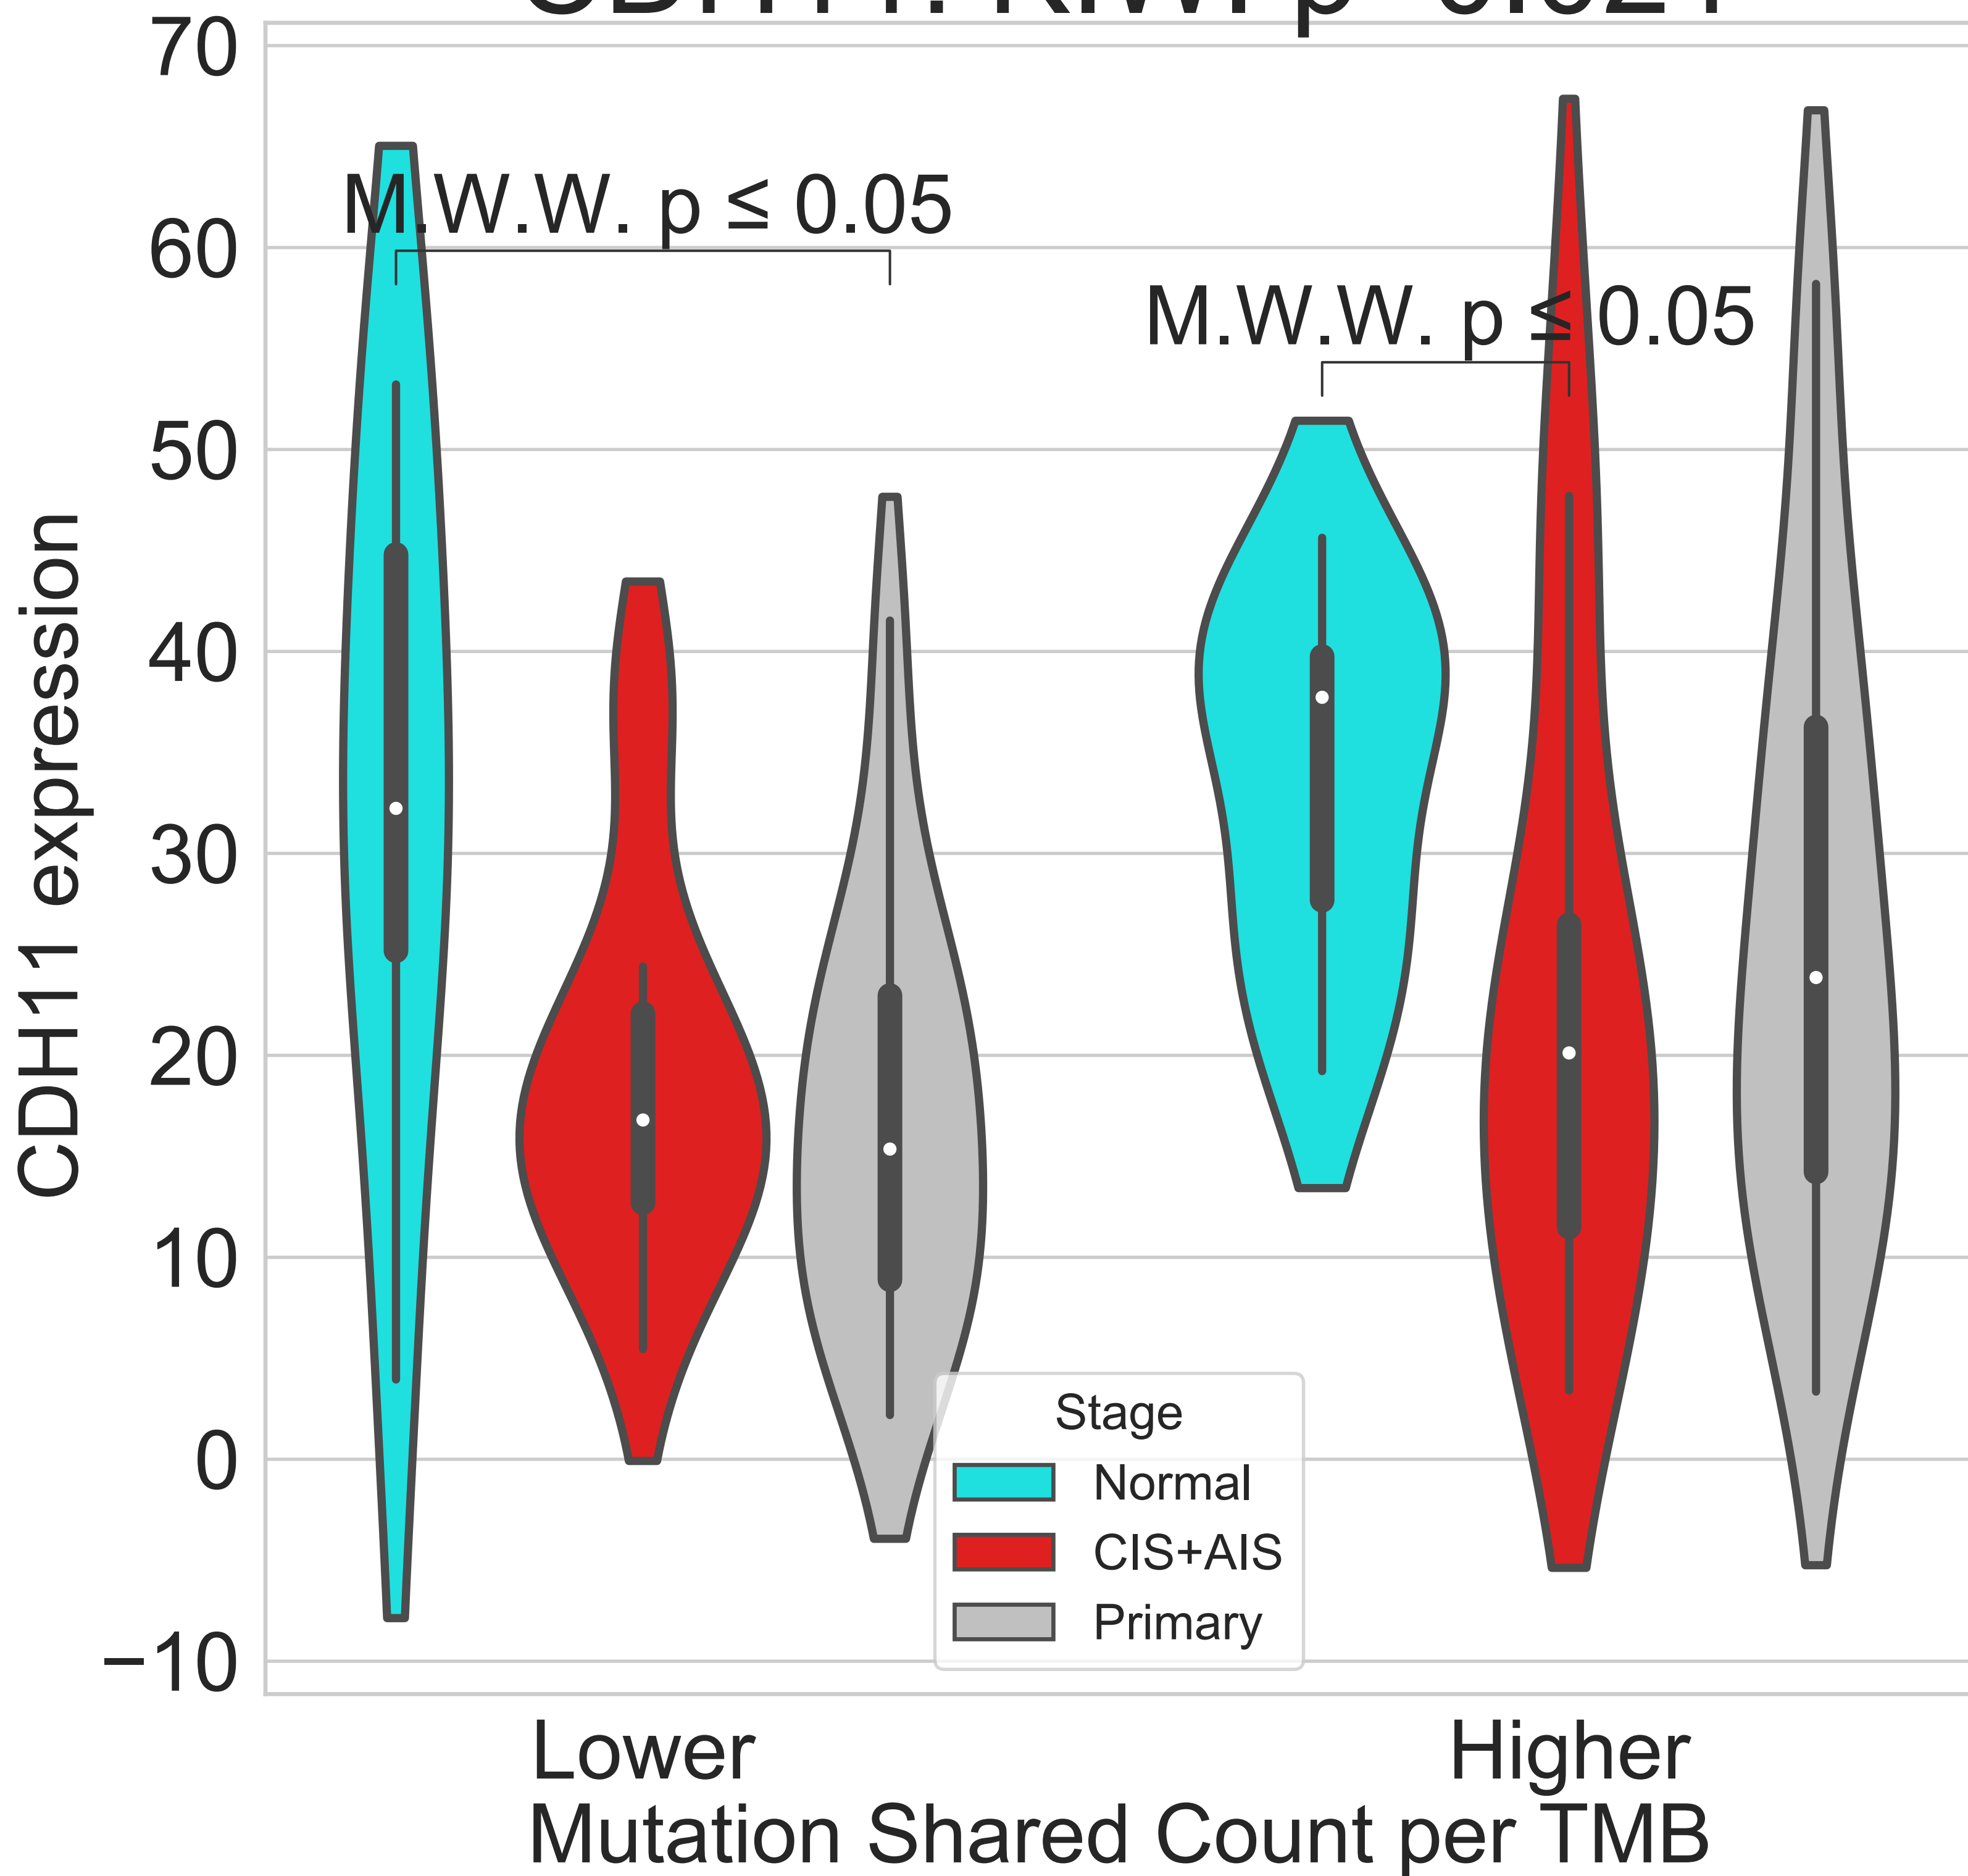 70
60
50
40
30
20
10
0
−10
CDH11 expression
M.W.W. p ≤ 0.05
M.W.W. p ≤ 0.05
Stage
Normal
CIS+AIS
Primary
Lower
Higher
Mutation Shared Count per TMB